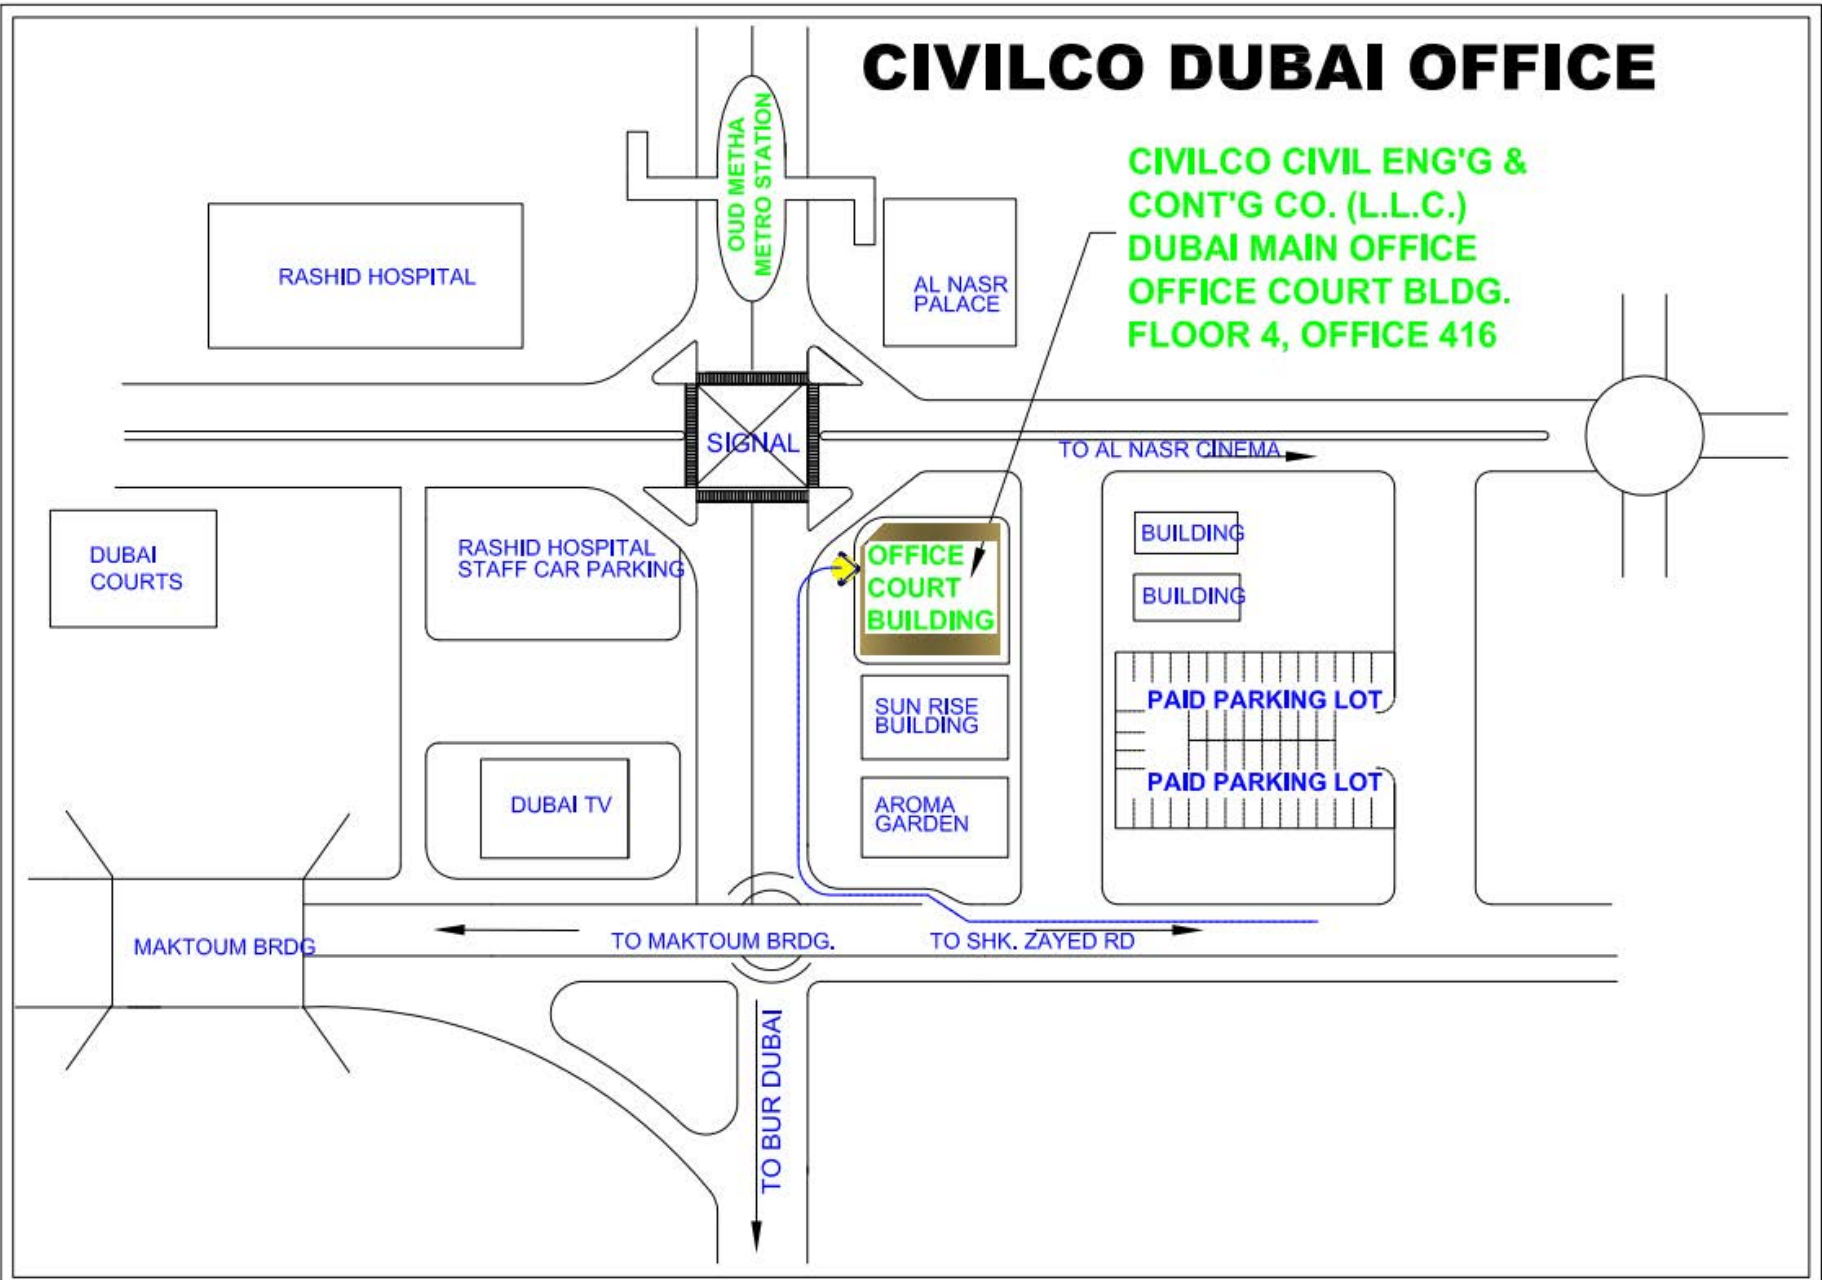 CIVILCO DUBAI OFFICE
OUD METHA
METRO STATION
CIVILCO CIVIL ENG'G &
CONT'G CO. (L.L.C.)
DUBAI MAIN OFFICE
OFFICE COURT BLDG.
FLOOR 4, OFFICE 416
RASHID HOSPITAL
AL NASR
PALACE
SIGNAL
TO AL NASR CINEMA
DUBAI
COURTS
RASHID HOSPITAL
STAFF CAR PARKING
OFFICE
COURT
BUILDING
BUILDING
BUILDING
SUN RISE
BUILDING
PAID PARKING LOT
PAID PARKING LOT
DUBAI TV
AROMA
GARDEN
MAKTOUM BRDG
TO MAKTOUM BRDG.
TO SHK. ZAYED RD
TO BUR DUBAI